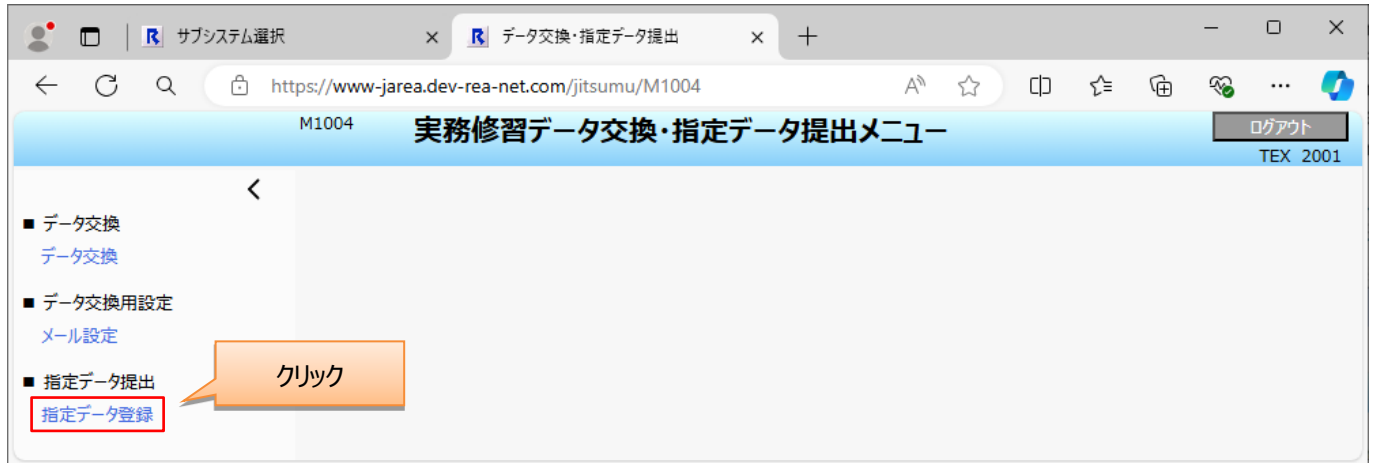 サブシステム選択
データ交換・指定データ提出
https://www-jarea.dev-rea-net.com/jitsumu/M1004
M1004 実務修習データ交換・指定データ提出メニュー ログアウト
TEX 2001
■ データ交換
データ交換
■ データ交換用設定
メール設定
■ 指定データ提出
クリック
指定データ登録